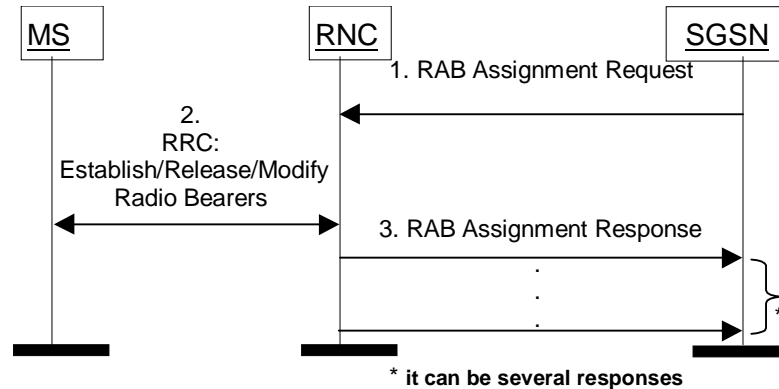 MS
RNC
SGSN
1. RAB Assignment Request
2.
RRC:
Establish/Release/Modify
Radio Bearers
3. RAB Assignment Response
.
.
.
*
* it can be several responses